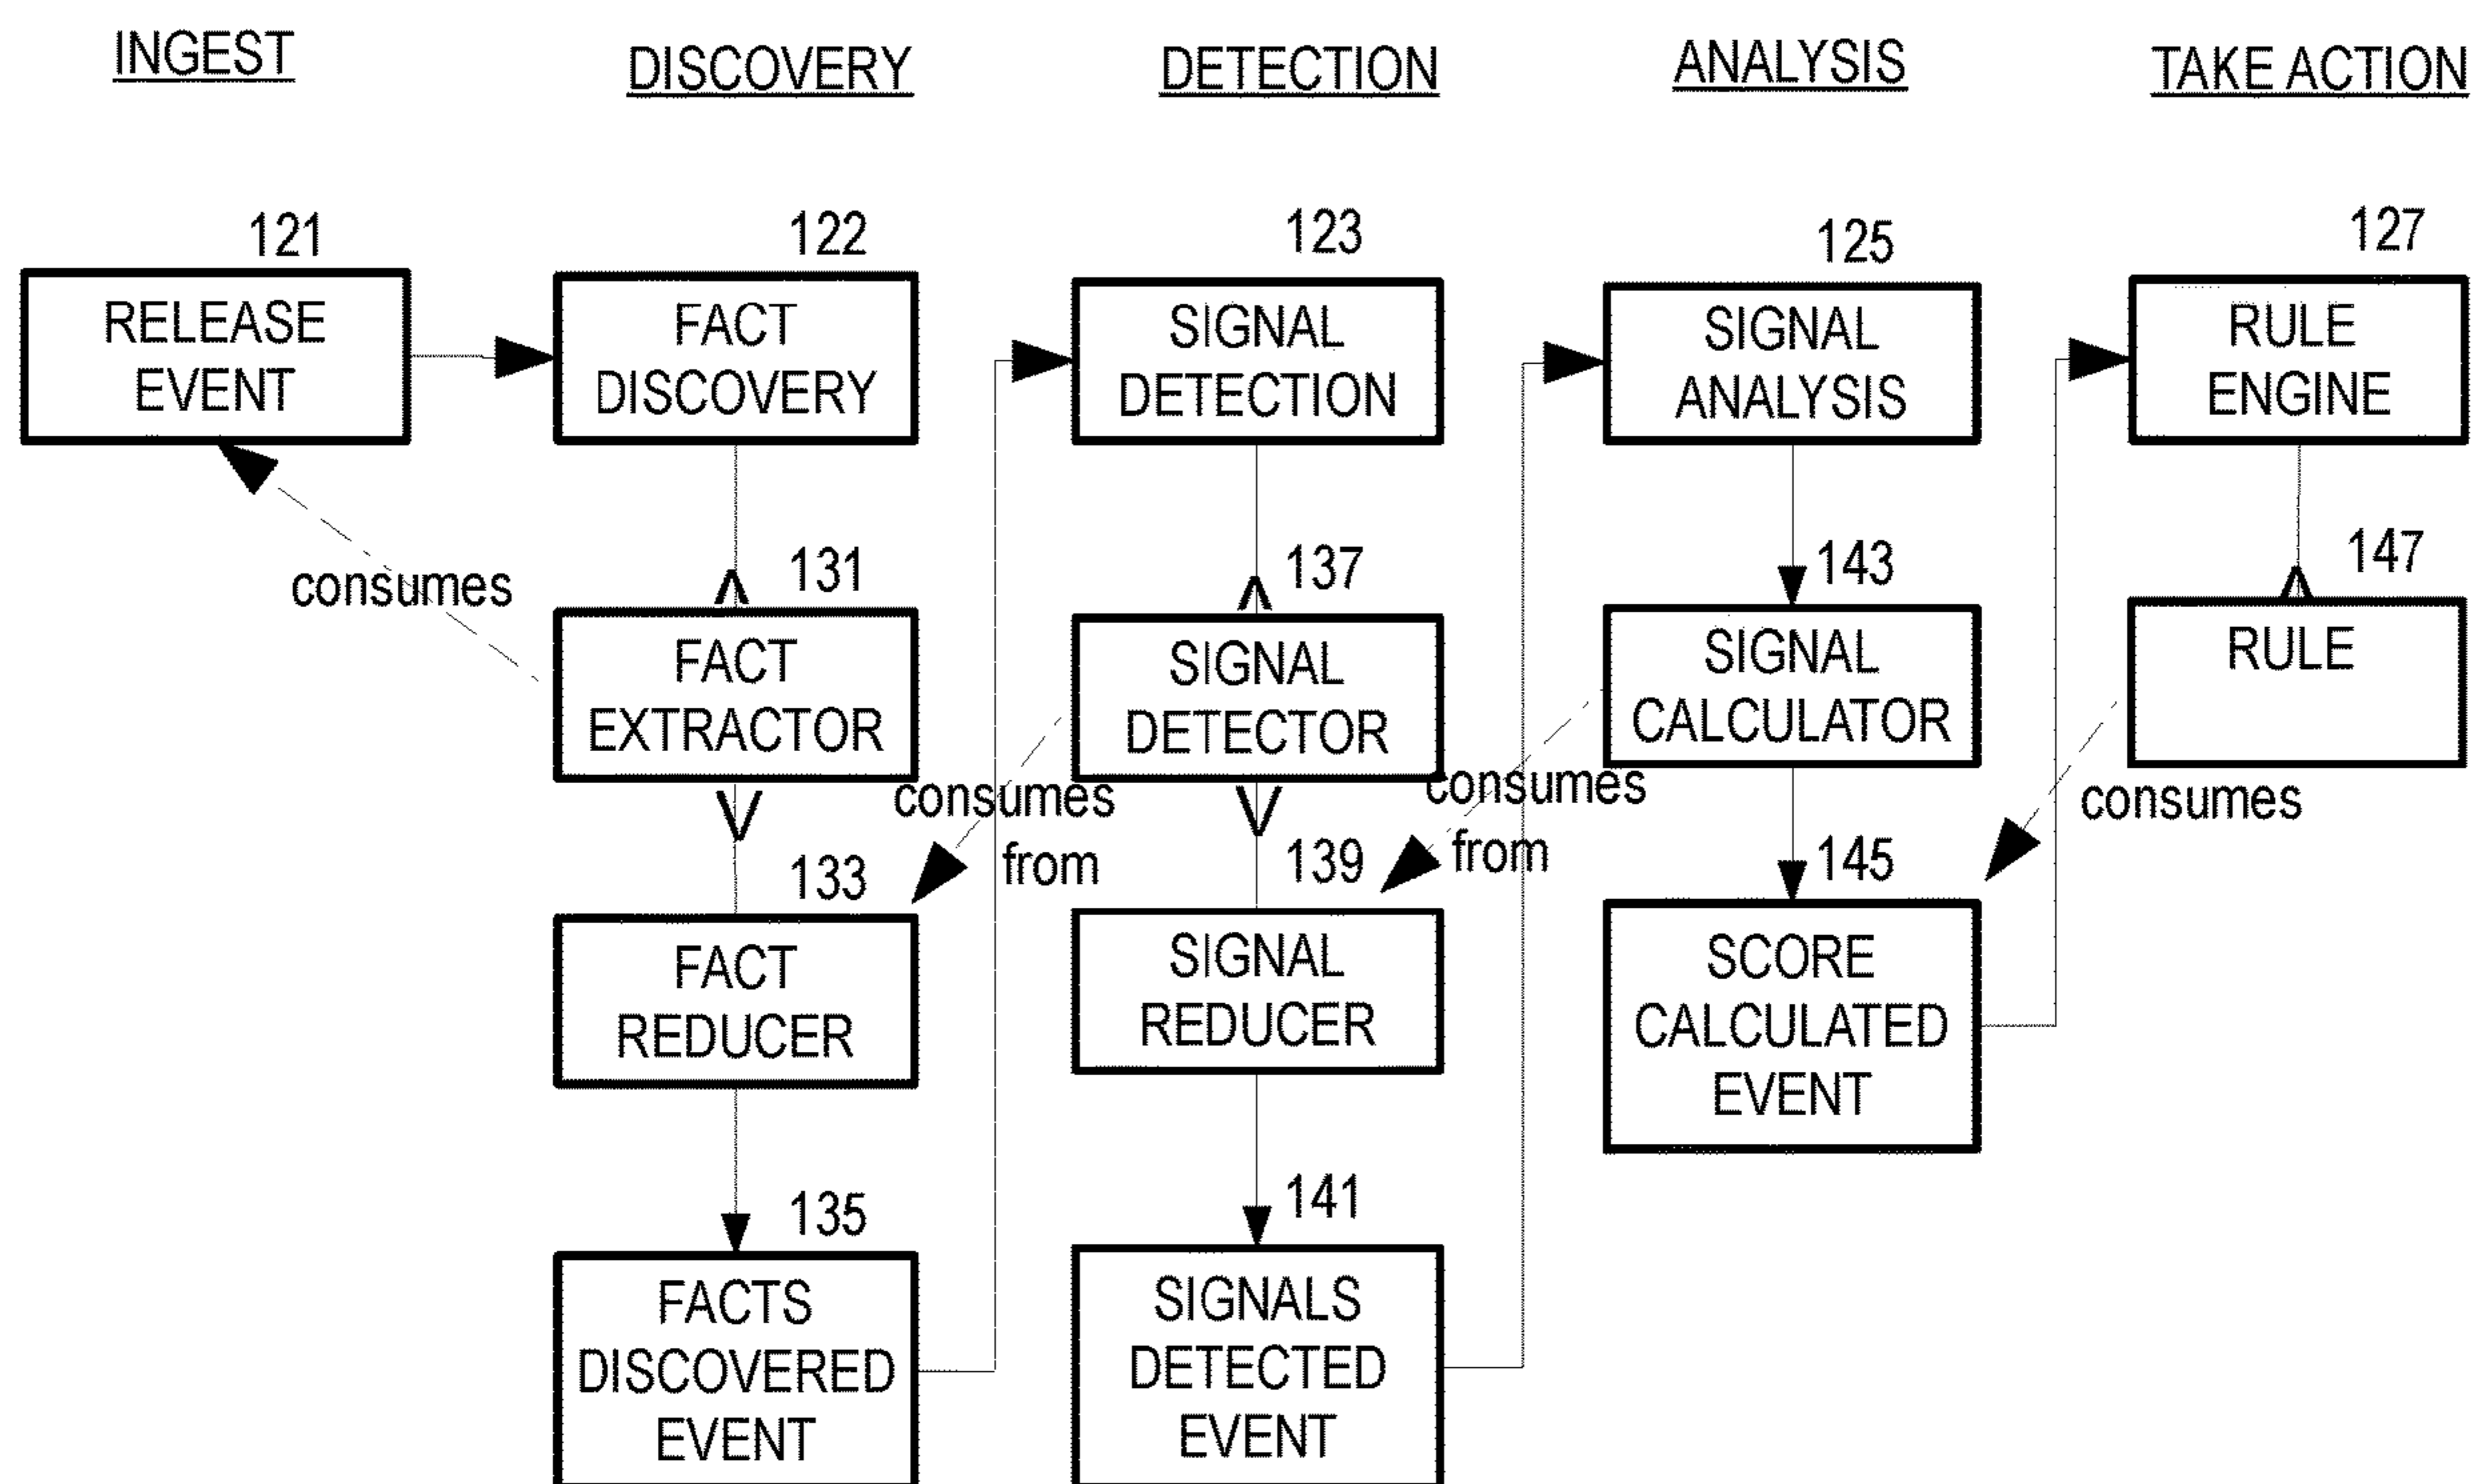 INGEST
DISCOVERY
DETECTION
ANALYSIS
TAKE ACTION
121
RELEASE
EVENT
122
FACT
DISCOVERY
123
SIGNAL
DETECTION
125
SIGNAL
ANALYSIS
127
RULE
ENGINE
consumes
131
FACT
EXTRACTOR
137
SIGNAL
DETECTOR
143
SIGNAL
CALCULATOR
147
RULE
consumes
from
consumes
from
consumes
133
FACT
REDUCER
139
SIGNAL
REDUCER
145
SCORE
CALCULATED
EVENT
135
FACTS
DISCOVERED
EVENT
141
SIGNALS
DETECTED
EVENT